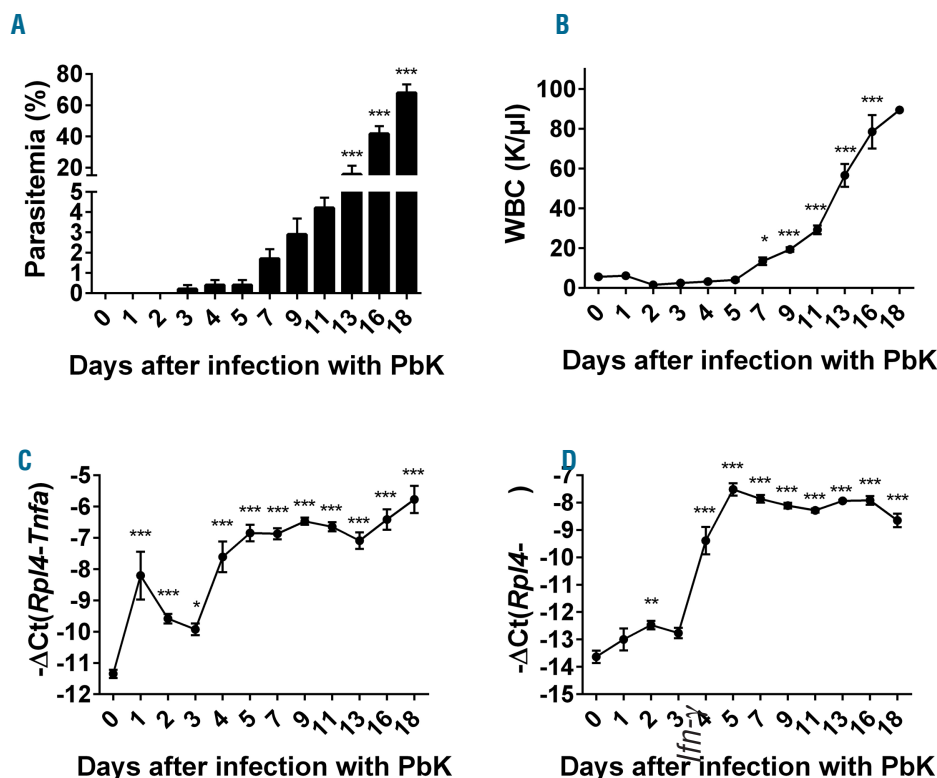 A
Parasitemia (%)
80
60
40
20
5
4
3
2
1
0
***
***
***
0 1 2 3 4 5 7 9 11 13 16 18
Days after infection with PbK
B
WBC (K/µl)
100
80
60
40
20
0
* *** *** *** ***
0 1 2 3 4 5 7 9 11 13 16 18
Days after infection with PbK
C
-ΔCt(Rpl4-Tnfa)
-5
-6
-7
-8
-9
-10
-11
-12
*** *** * *** *** *** *** *** *** *** ***
0 1 2 3 4 5 7 9 11 13 16 18
Days after infection with PbK
D
-ΔCt(Rpl4- )
-7
-8
-9
-10
-11
-12
-13
-14
-15
** *** *** *** *** *** *** *** ***
0 1 2 3 4 5 7 9 11 13 16 18
Ifn-γ
Days after infection with PbK